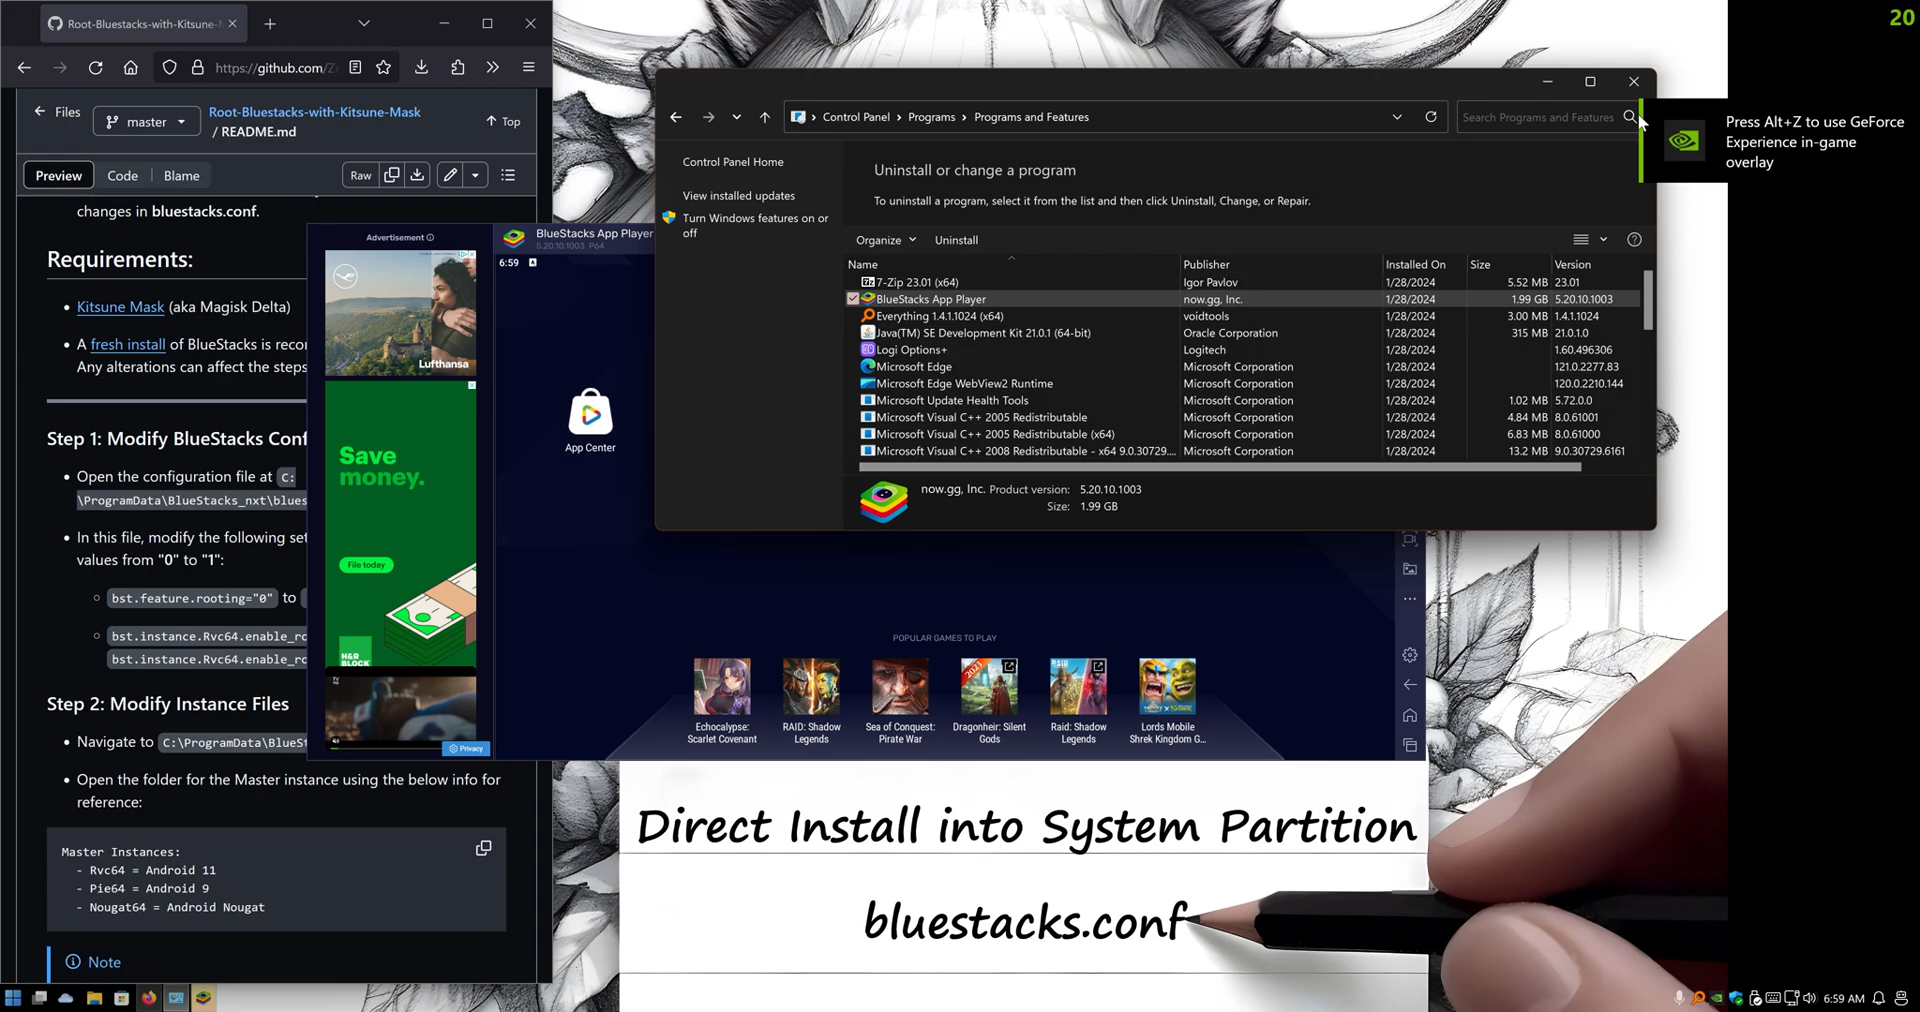 Root-Bluestacks-with-Kitsune-
https://github.com/Z
Files
master
Root-Bluestacks-with-Kitsune-Mask
/ README.md
Top
Preview
Code
Blame
Raw
changes in bluestacks.conf.
Requirements:
Kitsune Mask (aka Magisk Delta)
A fresh install of BlueStacks is reco
Any alterations can affect the steps
Step 1: Modify BlueStacks Conf
Open the configuration file at C:
\ProgramData\BlueStacks_nxt\blues
In this file, modify the following set
values from "0" to "1":
bst.feature.rooting="0" to
bst.instance.Rvc64.enable_ro
bst.instance.Rvc64.enable_ro
Step 2: Modify Instance Files
Navigate to C:\ProgramData\BlueSt
Open the folder for the Master instance using the below info for
reference:
Master Instances:
- Rvc64 = Android 11
- Pie64 = Android 9
- Nougat64 = Android Nougat
Note
Advertisement
Lufthansa
Save
money.
File today
H&R
BLOCK
Privacy
BlueStacks App Player
5.20.10.1003 P64
6:59
App Center
POPULAR GAMES TO PLAY
Echocalypse:
Scarlet Covenant
RAID: Shadow
Legends
Sea of Conquest:
Pirate War
Dragonheir: Silent
Gods
Raid: Shadow
Legends
Lords Mobile
Shrek Kingdom G...
Control Panel > Programs > Programs and Features
Search Programs and Features
Control Panel Home
View installed updates
Turn Windows features on or
off
Uninstall or change a program
To uninstall a program, select it from the list and then click Uninstall, Change, or Repair.
Organize
Uninstall
Name Publisher Installed On Size Version
7-Zip 23.01 (x64) Igor Pavlov 1/28/2024 5.52 MB 23.01
BlueStacks App Player now.gg, Inc. 1/28/2024 1.99 GB 5.20.10.1003
Everything 1.4.1.1024 (x64) voidtools 1/28/2024 3.00 MB 1.4.1.1024
Java(TM) SE Development Kit 21.0.1 (64-bit) Oracle Corporation 1/28/2024 315 MB 21.0.1.0
Logi Options+ Logitech 1/28/2024 1.60.496306
Microsoft Edge Microsoft Corporation 1/28/2024 121.0.2277.83
Microsoft Edge WebView2 Runtime Microsoft Corporation 1/28/2024 120.0.2210.144
Microsoft Update Health Tools Microsoft Corporation 1/28/2024 1.02 MB 5.72.0.0
Microsoft Visual C++ 2005 Redistributable Microsoft Corporation 1/28/2024 4.84 MB 8.0.61001
Microsoft Visual C++ 2005 Redistributable (x64) Microsoft Corporation 1/28/2024 6.83 MB 8.0.61000
Microsoft Visual C++ 2008 Redistributable - x64 9.0.30729.... Microsoft Corporation 1/28/2024 13.2 MB 9.0.30729.6161
now.gg, Inc. Product version: 5.20.10.1003
Size: 1.99 GB
20
Press Alt+Z to use GeForce
Experience in-game
overlay
Direct Install into System Partition
bluestacks.conf
6:59 AM